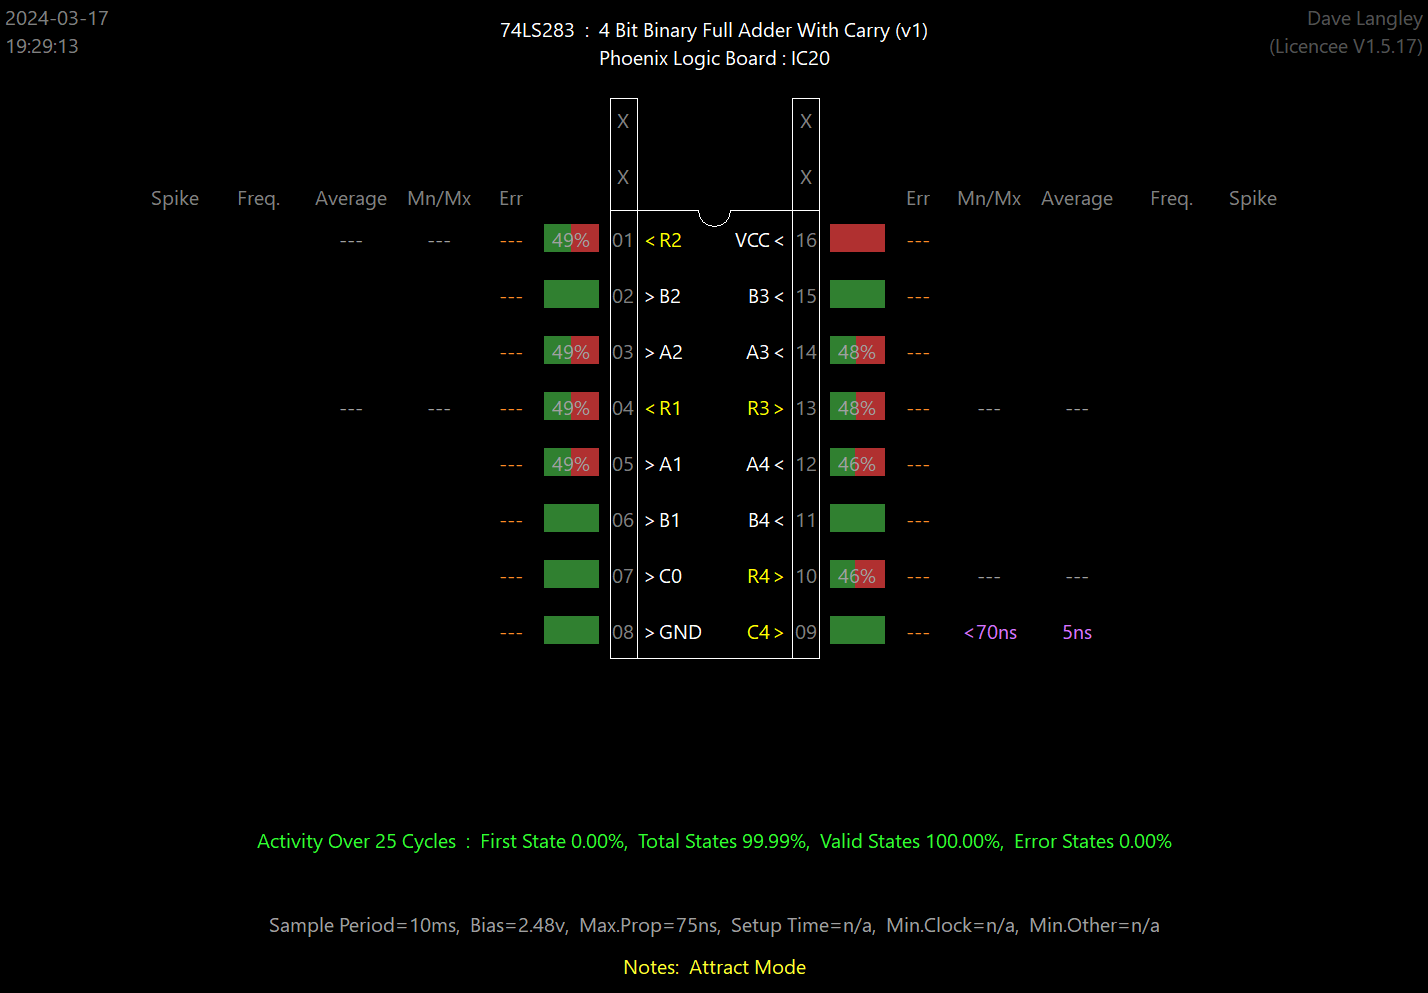 2024-03-17
19:29:13
74LS283 : 4 Bit Binary Full Adder With Carry (v1)
Phoenix Logic Board : IC20
Dave Langley
(Licencee V1.5.17)
X X
X X
Spike Freq. Average Mn/Mx Err Err Mn/Mx Average Freq. Spike
--- --- --- 49% 01 < R2 VCC < 16 ---
--- 02 > B2 B3 < 15 ---
--- 49% 03 > A2 A3 < 14 48% ---
--- --- --- 49% 04 < R1 R3 > 13 48% --- --- ---
--- 49% 05 > A1 A4 < 12 46% ---
--- 06 > B1 B4 < 11 ---
--- 07 > C0 R4 > 10 46% --- --- ---
--- 08 > GND C4 > 09 --- <70ns 5ns
Activity Over 25 Cycles : First State 0.00%, Total States 99.99%, Valid States 100.00%, Error States 0.00%
Sample Period=10ms, Bias=2.48v, Max.Prop=75ns, Setup Time=n/a, Min.Clock=n/a, Min.Other=n/a
Notes: Attract Mode